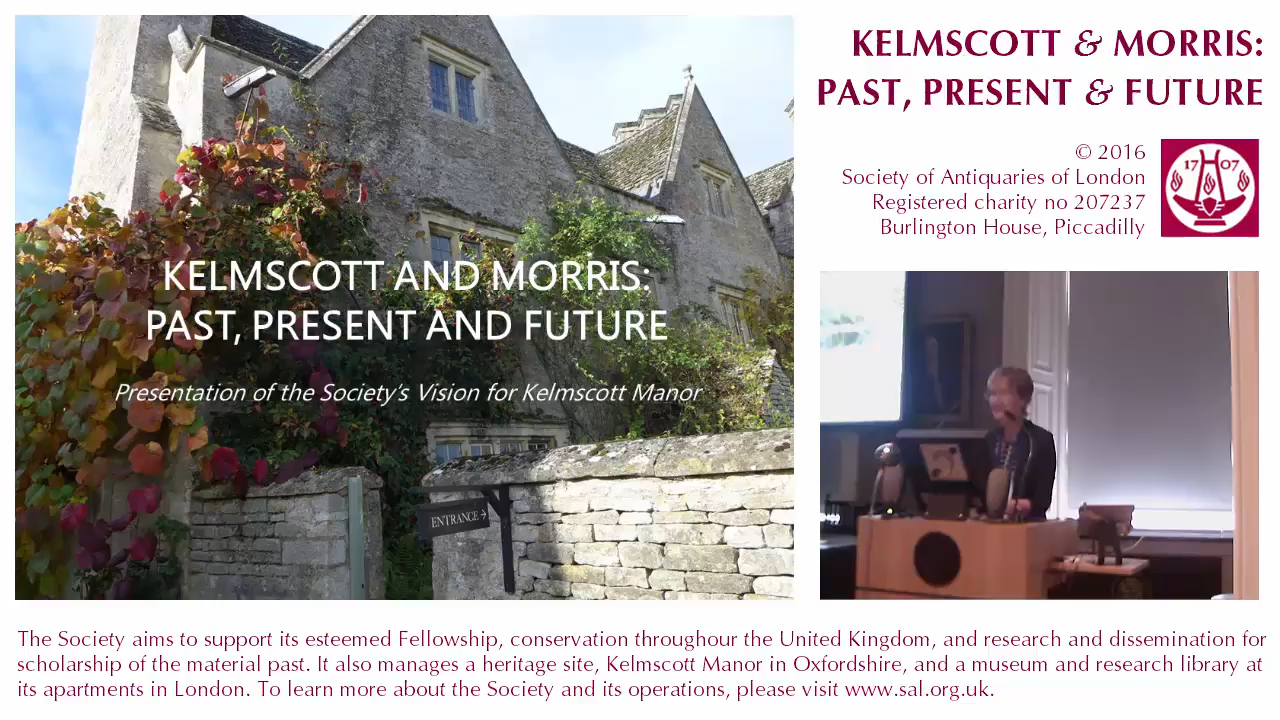 KELMSCOTT & MORRIS:
PAST, PRESENT & FUTURE
© 2016
Society of Antiquaries of London
Registered charity no 207237
Burlington House, Piccadilly
17 07
KELMSCOTT AND MORRIS:
PAST, PRESENT AND FUTURE
Presentation of the Society's Vision for Kelmscott Manor
ENTRANCE→
The Society aims to support its esteemed Fellowship, conservation throughour the United Kingdom, and research and dissemination for
scholarship of the material past. It also manages a heritage site, Kelmscott Manor in Oxfordshire, and a museum and research library at
its apartments in London. To learn more about the Society and its operations, please visit www.sal.org.uk.